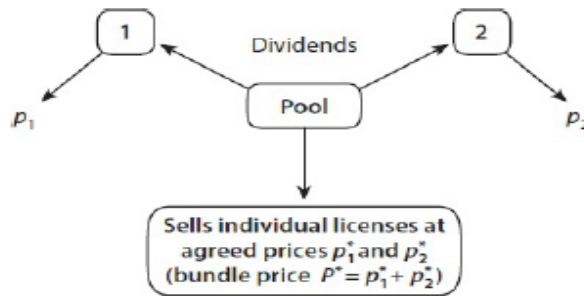 1
2
Dividends
Pool
p₁
p₂
Sells individual licenses at
agreed prices p₁* and p₂*
(bundle price P* = p₁* + p₂*)